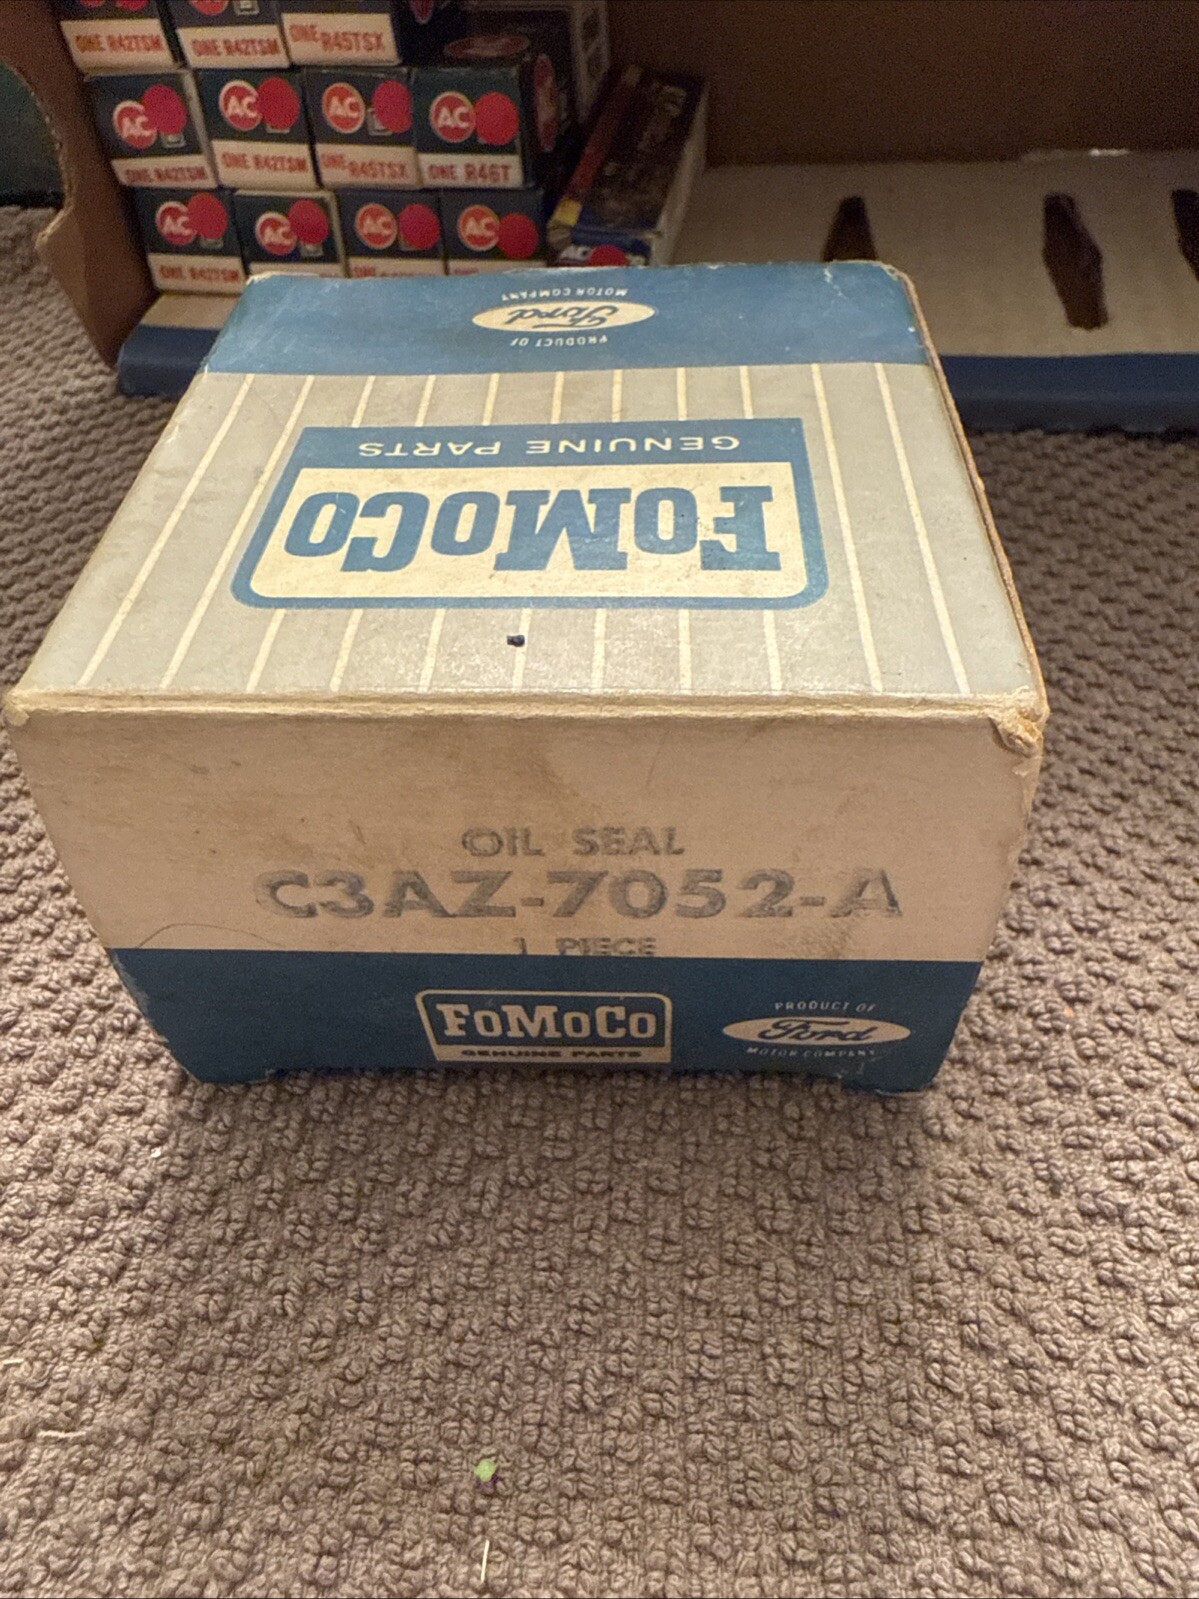 ONE R42TSM
ONE R42TSM
ONE R45TSX
AC
AC
AC
AC
ONE R42TSM
ONE R42TSM
ONE R45TSX
ONE R46T
AC
AC
AC
AC
ONE R42TSM
ONE
AC
PRODUCT OF
Ford
MOTOR COMPANY
GENUINE PARTS
FoMoCo
OIL SEAL
C3AZ-7052-A
1 PIECE
FoMoCo
GENUINE PARTS
PRODUCT OF
Ford
MOTOR COMPANY